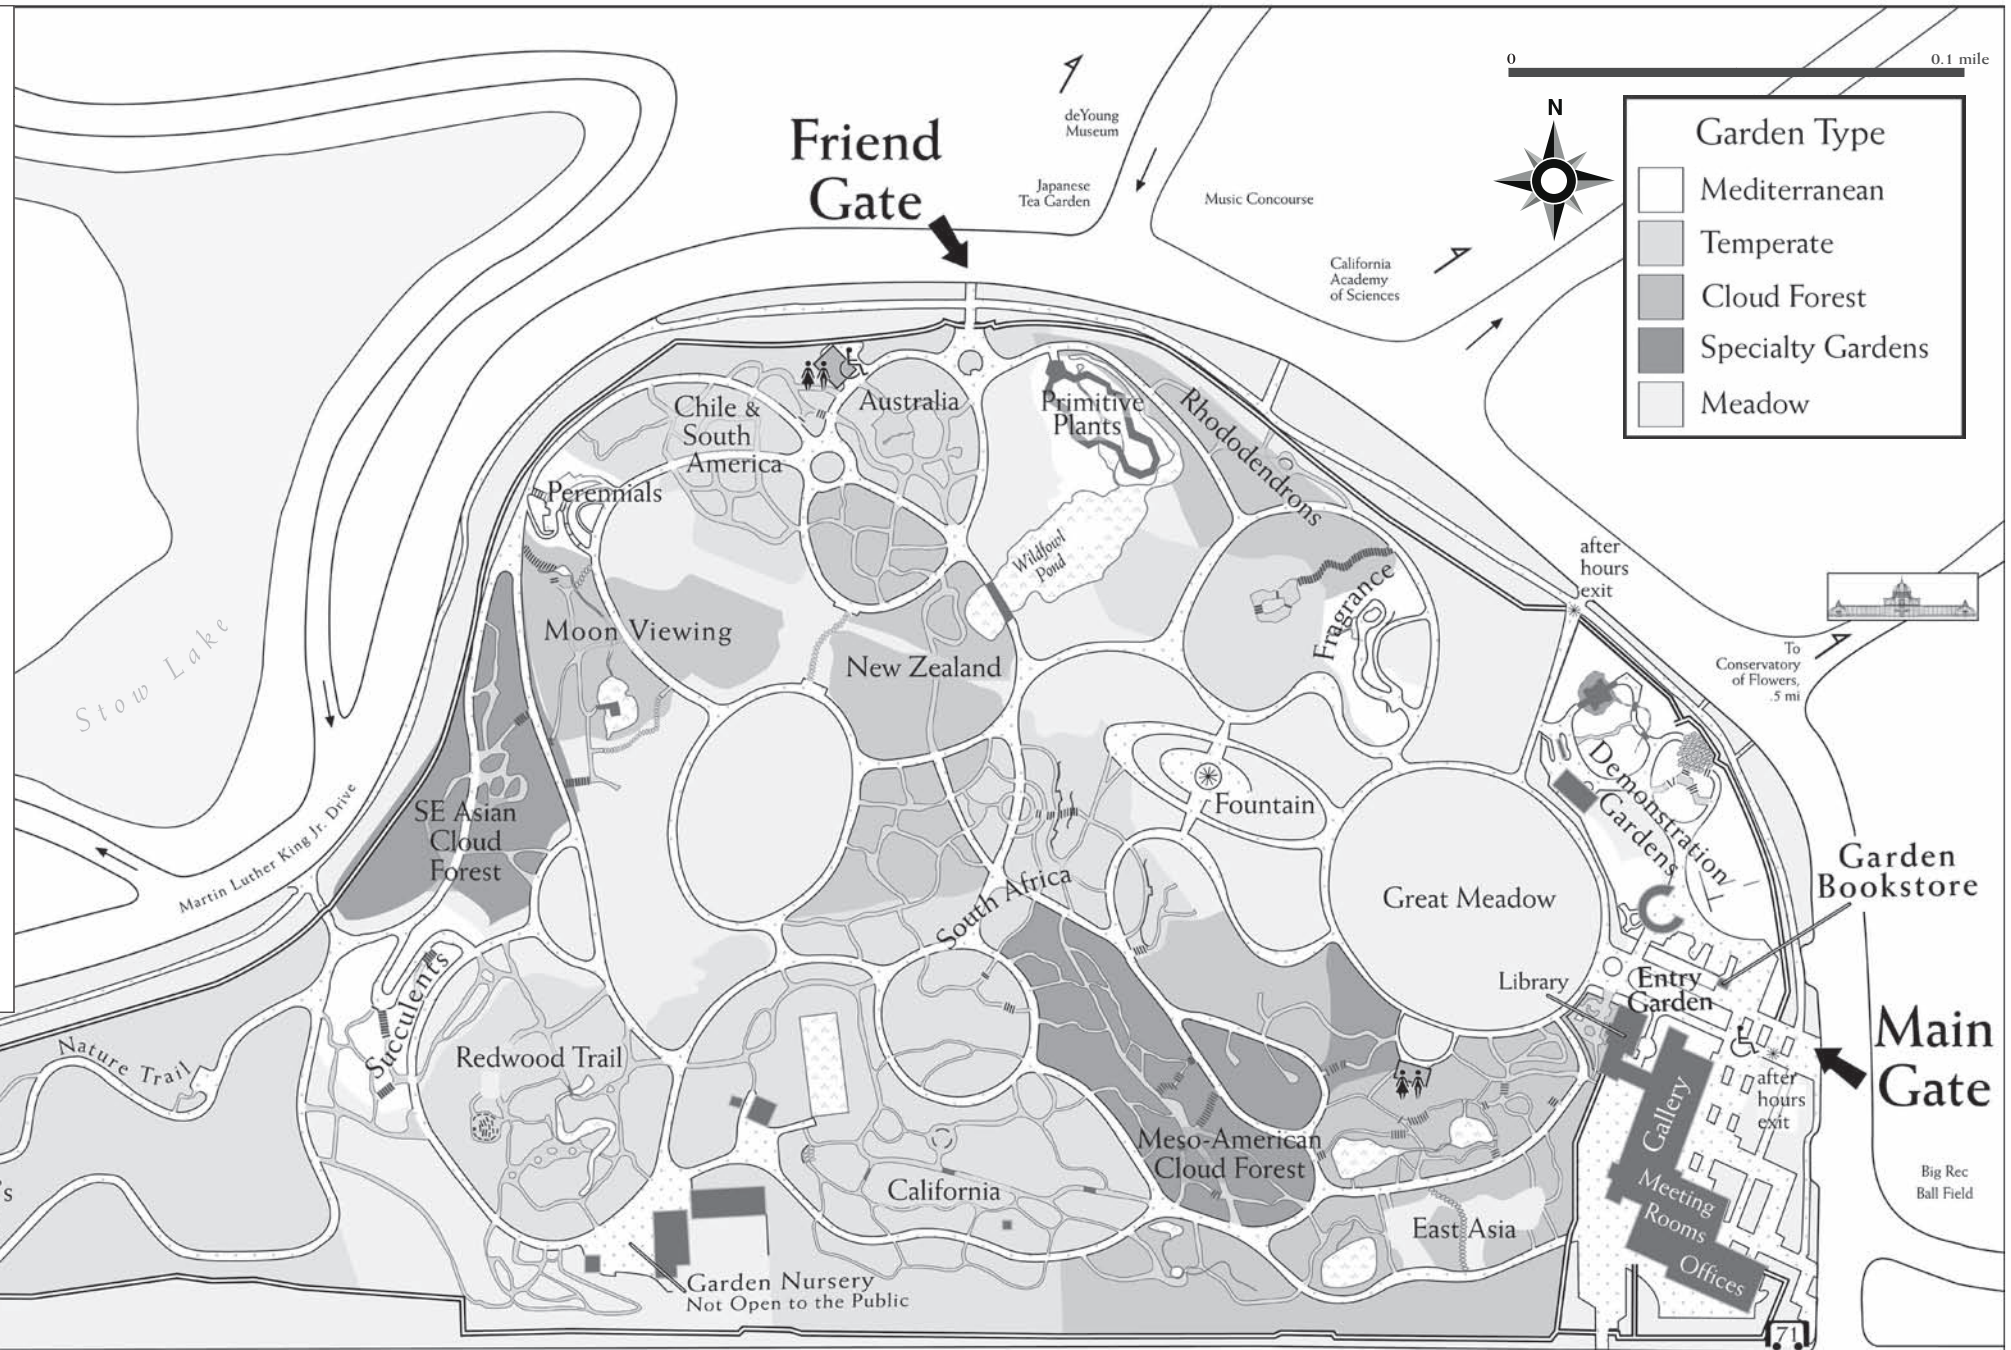 0 0.1 mile
N
Garden Type
Mediterranean
Temperate
Cloud Forest
Specialty Gardens
Meadow
deYoung
Museum
Friend
Gate
Japanese
Tea Garden
Music Concourse
California
Academy
of Sciences
Chile &
South
America
Australia
Primitive
Plants
Rhododendrons
Perennials
Wildfowl
Pond
after
hours
exit
Fragrance
Stow Lake
Moon Viewing
New Zealand
To
Conservatory
of Flowers,
.5 mi
Demonstration
Gardens
Fountain
SE Asian
Cloud
Forest
Martin Luther King Jr. Drive
South Africa
Great Meadow
Garden
Bookstore
Library
Entry
Garden
Succulents
Nature Trail
Redwood Trail
Main
Gate
after
hours
exit
Gallery
Meso-American
Cloud Forest
California
East Asia
Meeting
Rooms
Offices
Big Rec
Ball Field
's
Garden Nursery
Not Open to the Public
71